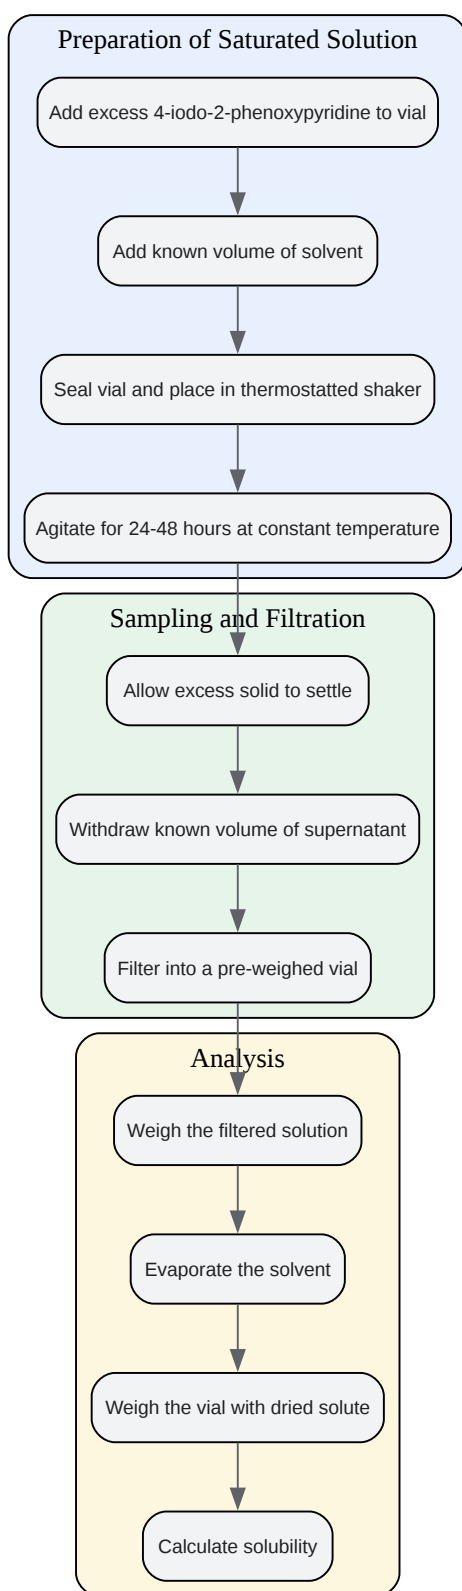 Preparation of Saturated Solution
Add excess 4-iodo-2-phenoxypyridine to vial
Add known volume of solvent
Seal vial and place in thermostatted shaker
Agitate for 24-48 hours at constant temperature
Sampling and Filtration
Allow excess solid to settle
Withdraw known volume of supernatant
Filter into a pre-weighed vial
Analysis
Weigh the filtered solution
Evaporate the solvent
Weigh the vial with dried solute
Calculate solubility